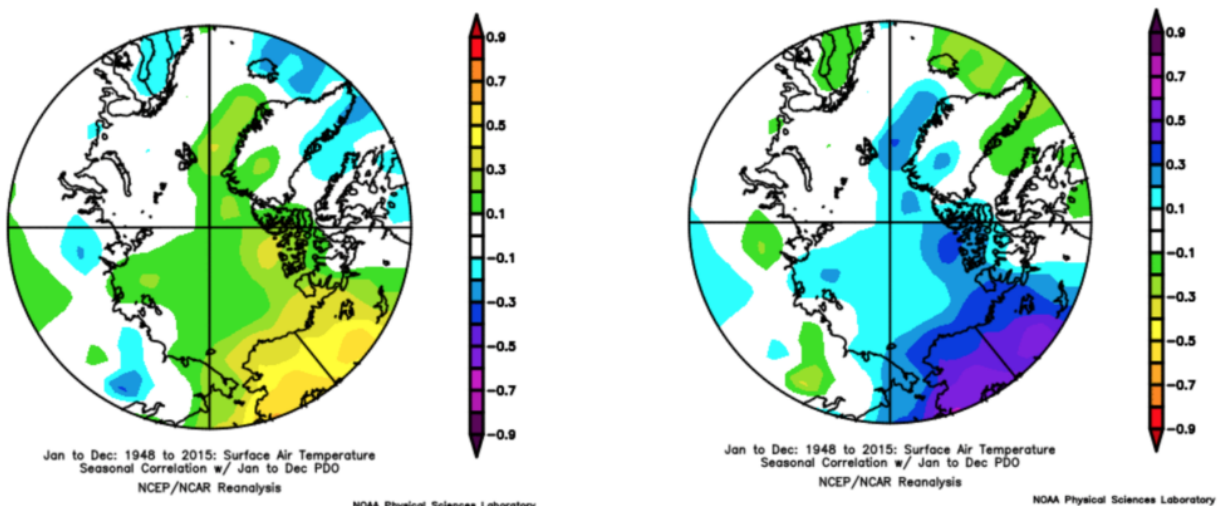 0.9
0.7
0.5
0.3
0.1
-0.1
-0.3
-0.5
-0.7
-0.9
Jan to Dec: 1948 to 2015: Surface Air Temperature
Seasonal Correlation w/ Jan to Dec PDO
NCEP/NCAR Reanalysis
NOAA Physical Sciences Laboratory
0.9
0.7
0.5
0.3
0.1
-0.1
-0.3
-0.5
-0.7
-0.9
Jan to Dec: 1948 to 2015: Surface Air Temperature
Seasonal Correlation w/ Jan to Dec PDO
NCEP/NCAR Reanalysis
NOAA Physical Sciences Laboratory